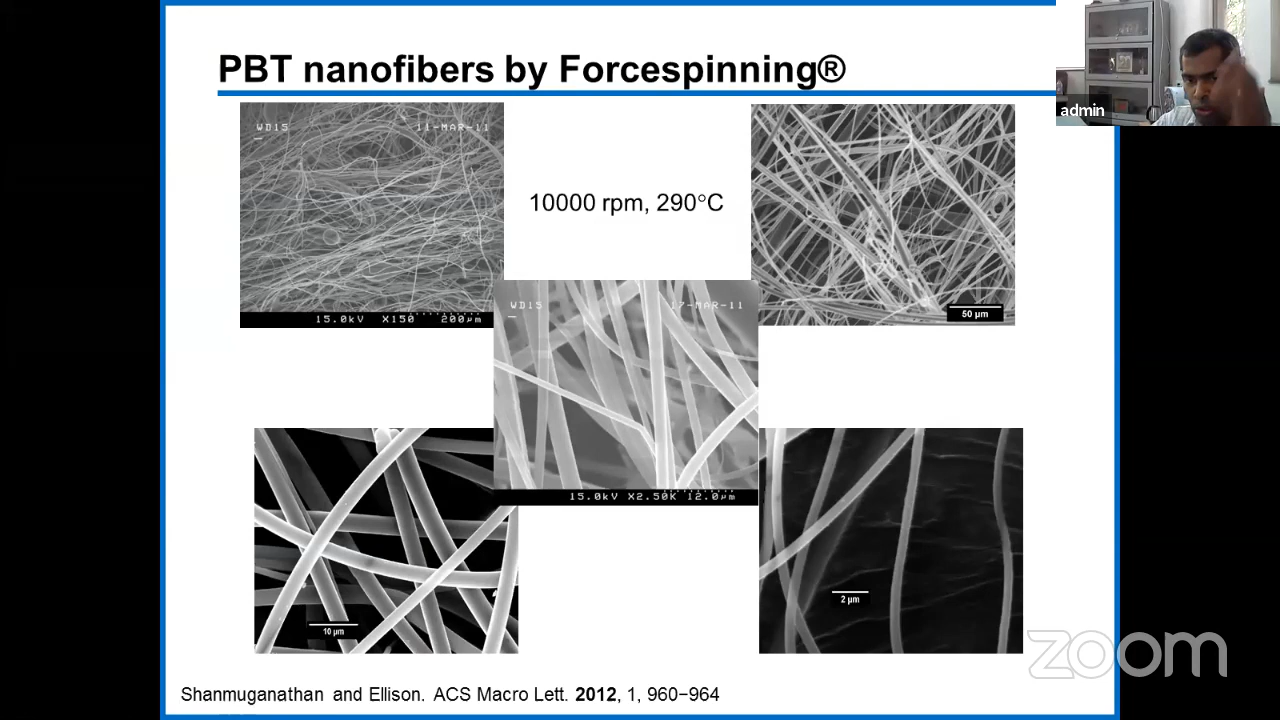 PBT nanofibers by Forcespinning®
admin
WD15 11-MAR-11
10000 rpm, 290°C
15.0kV X150 200µm
50 µm
WD15 17-MAR-11
15.0kV X2.50K 12.0µm
10 µm
2 µm
zoom
Shanmuganathan and Ellison. ACS Macro Lett. 2012, 1, 960−964